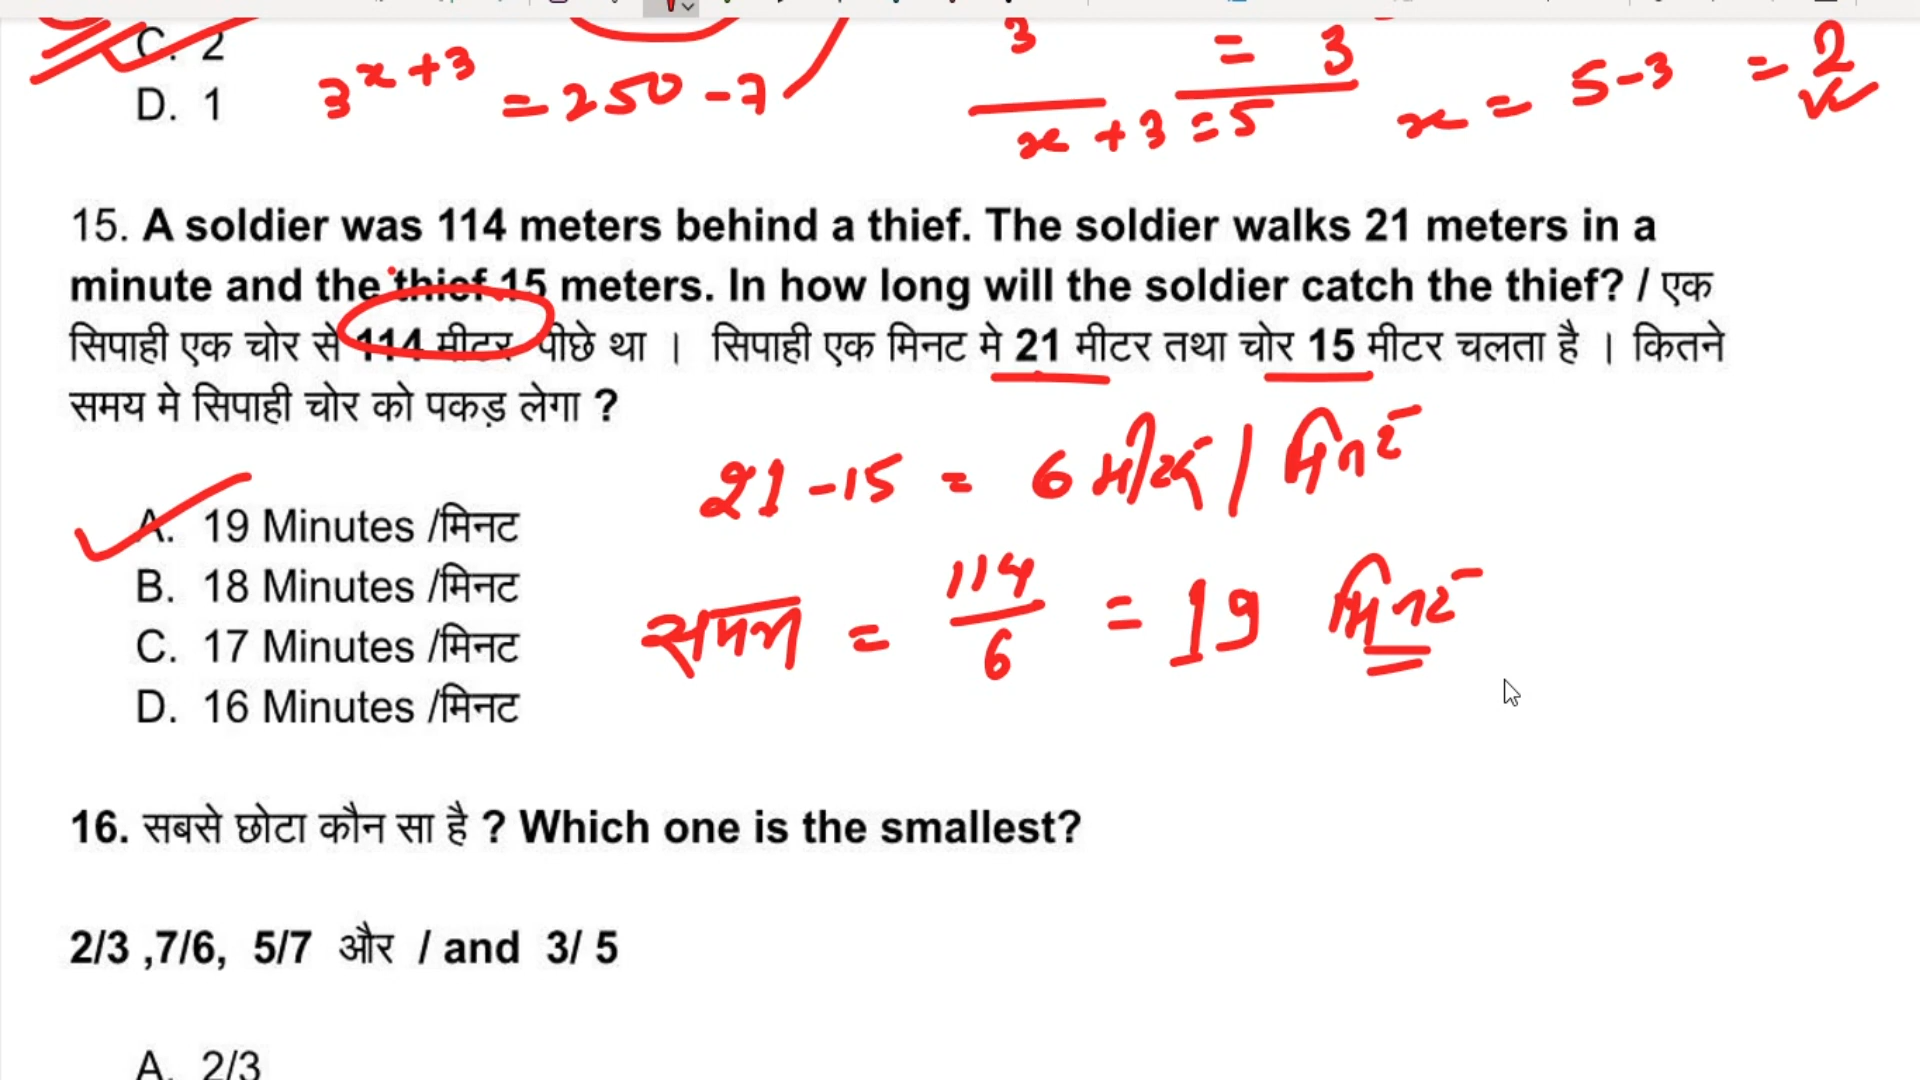 C. 2
D. 1
3^x+3 = 250 - 7
3 = 3
x + 3 = 5
x = 5-3 = 2
15. A soldier was 114 meters behind a thief. The soldier walks 21 meters in a
minute and the thief 15 meters. In how long will the soldier catch the thief? / एक
सिपाही एक चोर से 114 मीटर पीछे था । सिपाही एक मिनट मे 21 मीटर तथा चोर 15 मीटर चलता है । कितने
समय मे सिपाही चोर को पकड़ लेगा ?
21 - 15 = 6 मीटर / मिनट
A. 19 Minutes /मिनट
B. 18 Minutes /मिनट
C. 17 Minutes /मिनट
D. 16 Minutes /मिनट
समय = 114/6 = 19 मिनट
16. सबसे छोटा कौन सा है ? Which one is the smallest?
2/3 ,7/6, 5/7 और / and 3/ 5
A. 2/3